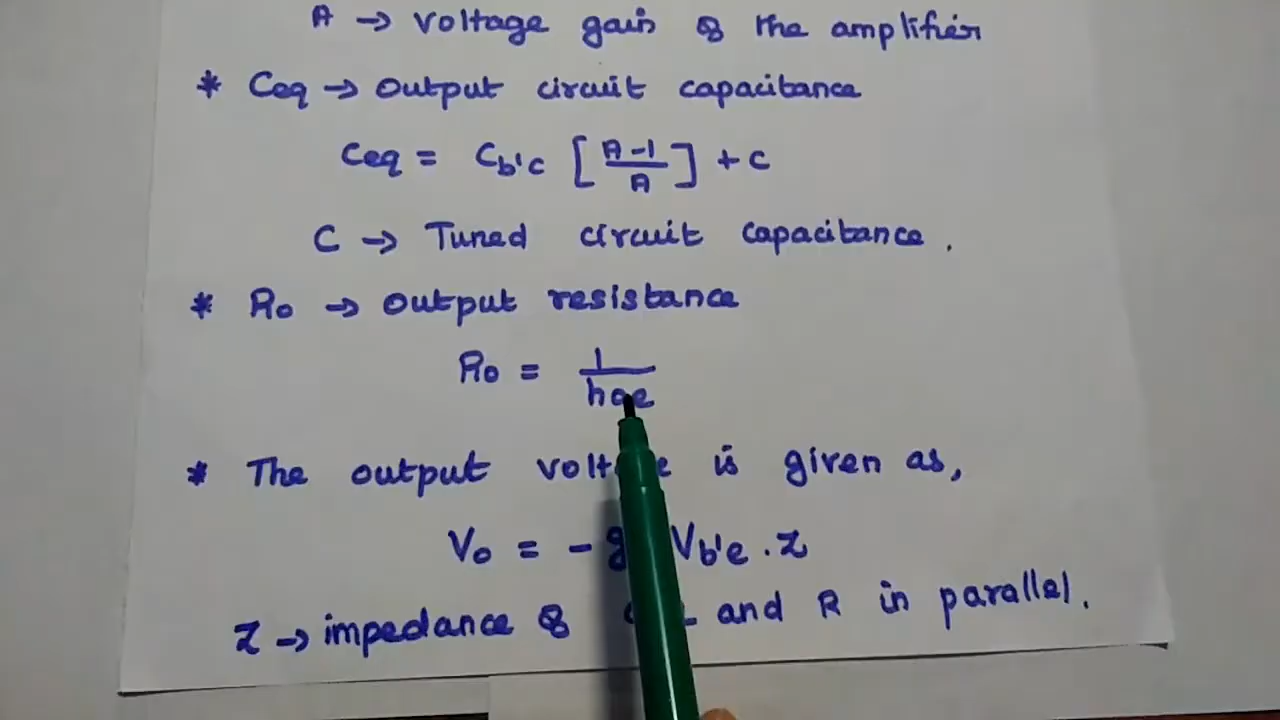 A → Voltage gain of the amplifier
* Ceq → Output circuit capacitance
Ceq = Cb'c [A-1/A] + C
C → Tuned circuit capacitance.
* Ro → Output resistance
Ro = 1/hoe
* The output is given as,
Vo = - Vb'e . Z
Z → impedance of and R in parallel.